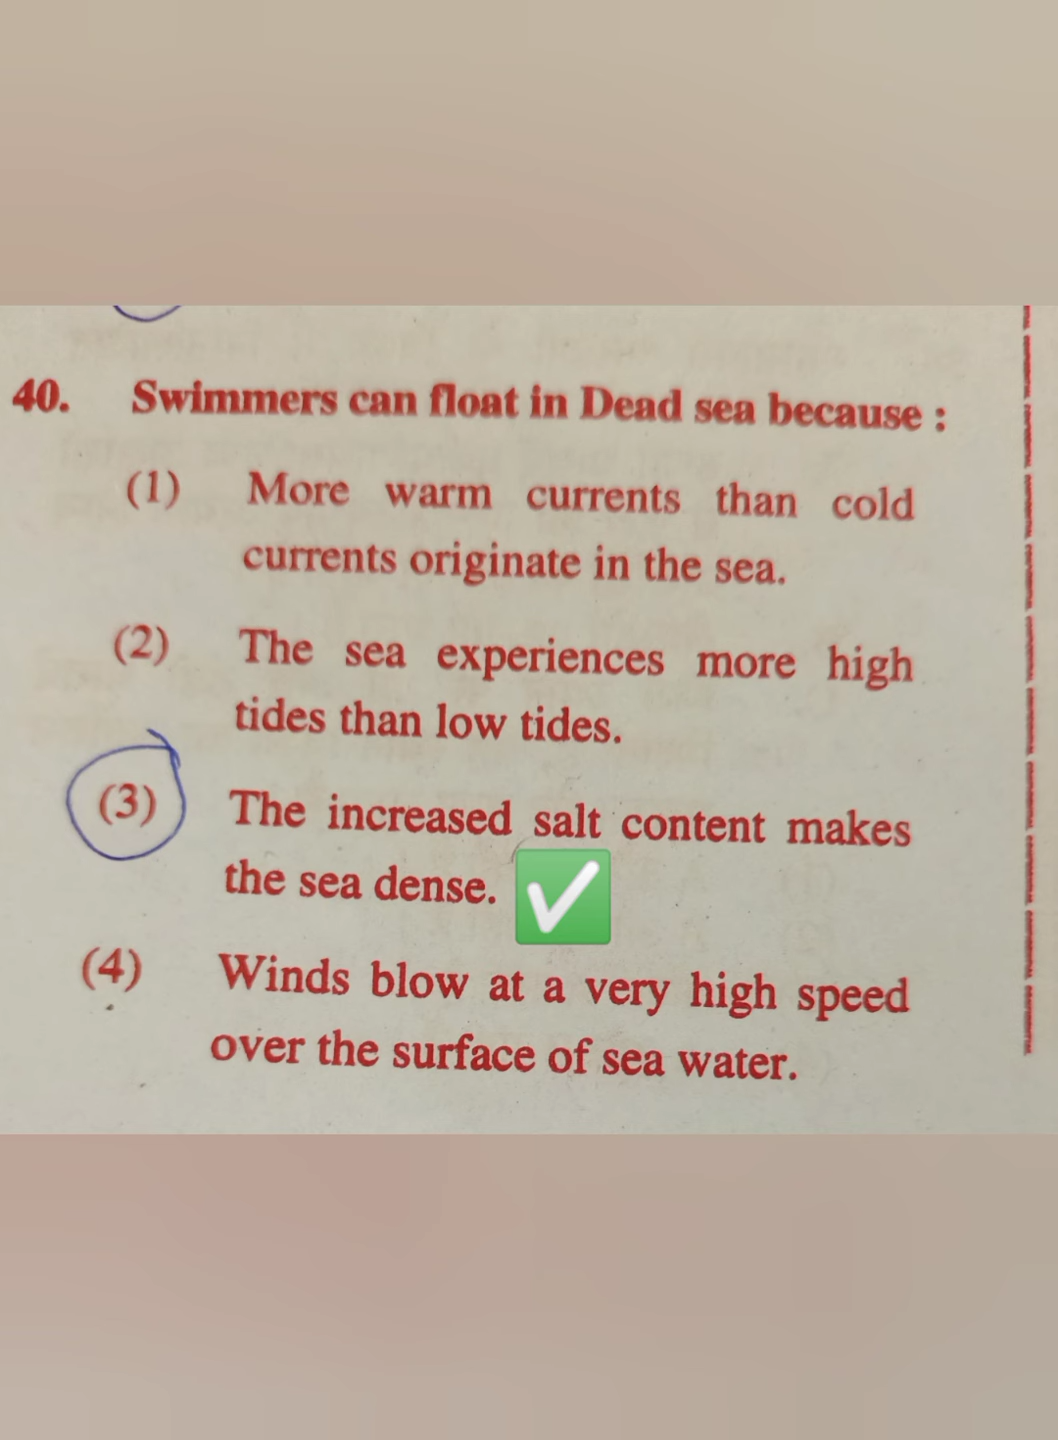 40. Swimmers can float in Dead sea because :
(1) More warm currents than cold
currents originate in the sea.
(2) The sea experiences more high
tides than low tides.
(3) The increased salt content makes
the sea dense.
(4) Winds blow at a very high speed
over the surface of sea water.